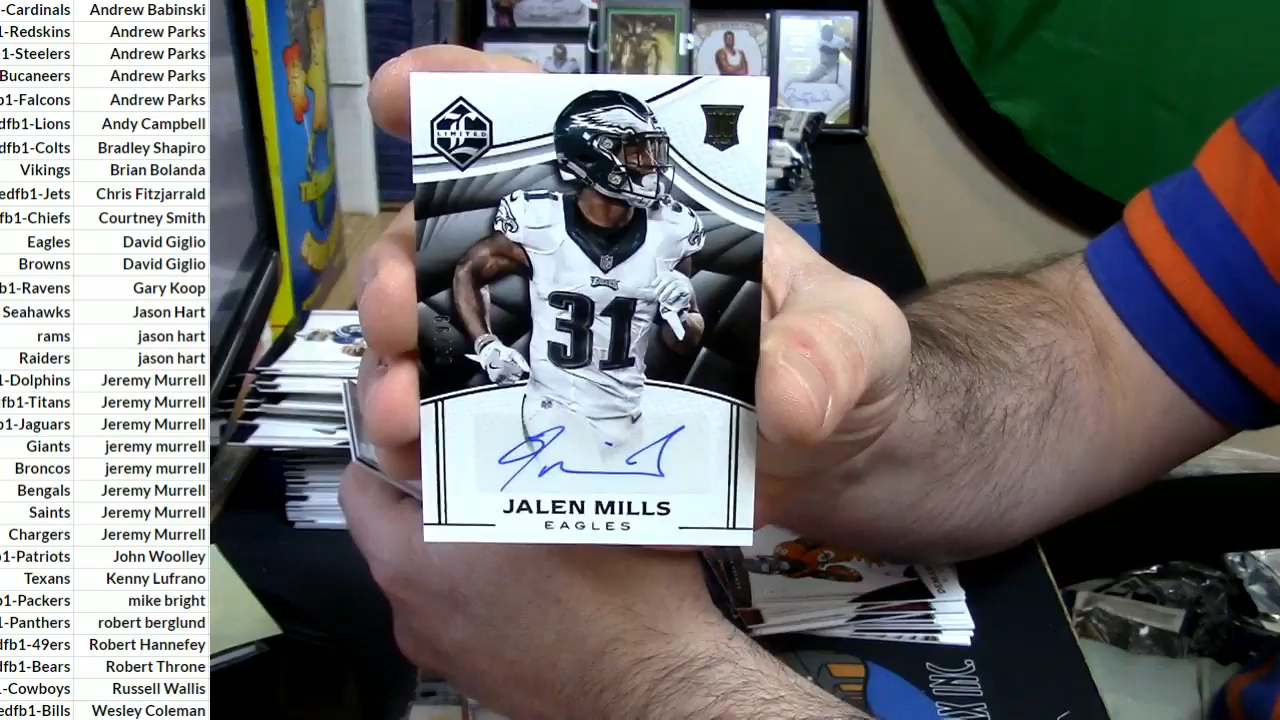 -Cardinals Andrew Babinski
1-Redskins Andrew Parks
1-Steelers Andrew Parks
Bucaneers Andrew Parks
b1-Falcons Andrew Parks
dfb1-Lions Andy Campbell
dfb1-Colts Bradley Shapiro
Vikings Brian Bolanda
edfb1-Jets Chris Fitzjarrald
fb1-Chiefs Courtney Smith
Eagles David Giglio
Browns David Giglio
b1-Ravens Gary Koop
Seahawks Jason Hart
rams jason hart
Raiders jason hart
1-Dolphins Jeremy Murrell
fb1-Titans Jeremy Murrell
1-Jaguars Jeremy Murrell
Giants jeremy murrell
Broncos jeremy murrell
Bengals Jeremy Murrell
Saints Jeremy Murrell
Chargers Jeremy Murrell
b1-Patriots John Woolley
Texans Kenny Lufrano
b1-Packers mike bright
1-Panthers robert berglund
dfb1-49ers Robert Hannefey
dfb1-Bears Robert Throne
1-Cowboys Russell Wallis
edfb1-Bills Wesley Coleman
LIMITED
31
JALEN MILLS
EAGLES
INC